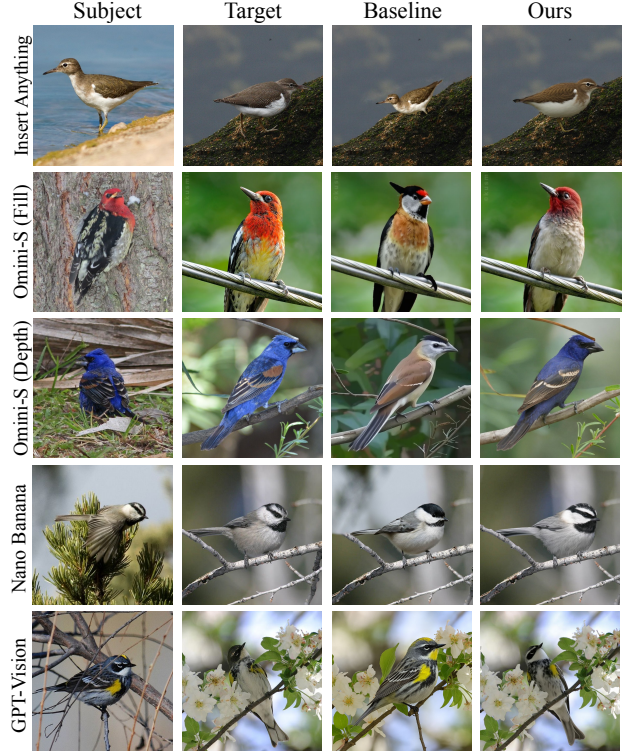 Subject Target Baseline Ours
Insert Anything
Omini-S (Fill)
Omini-S (Depth)
Nano Banana
GPT-Vision